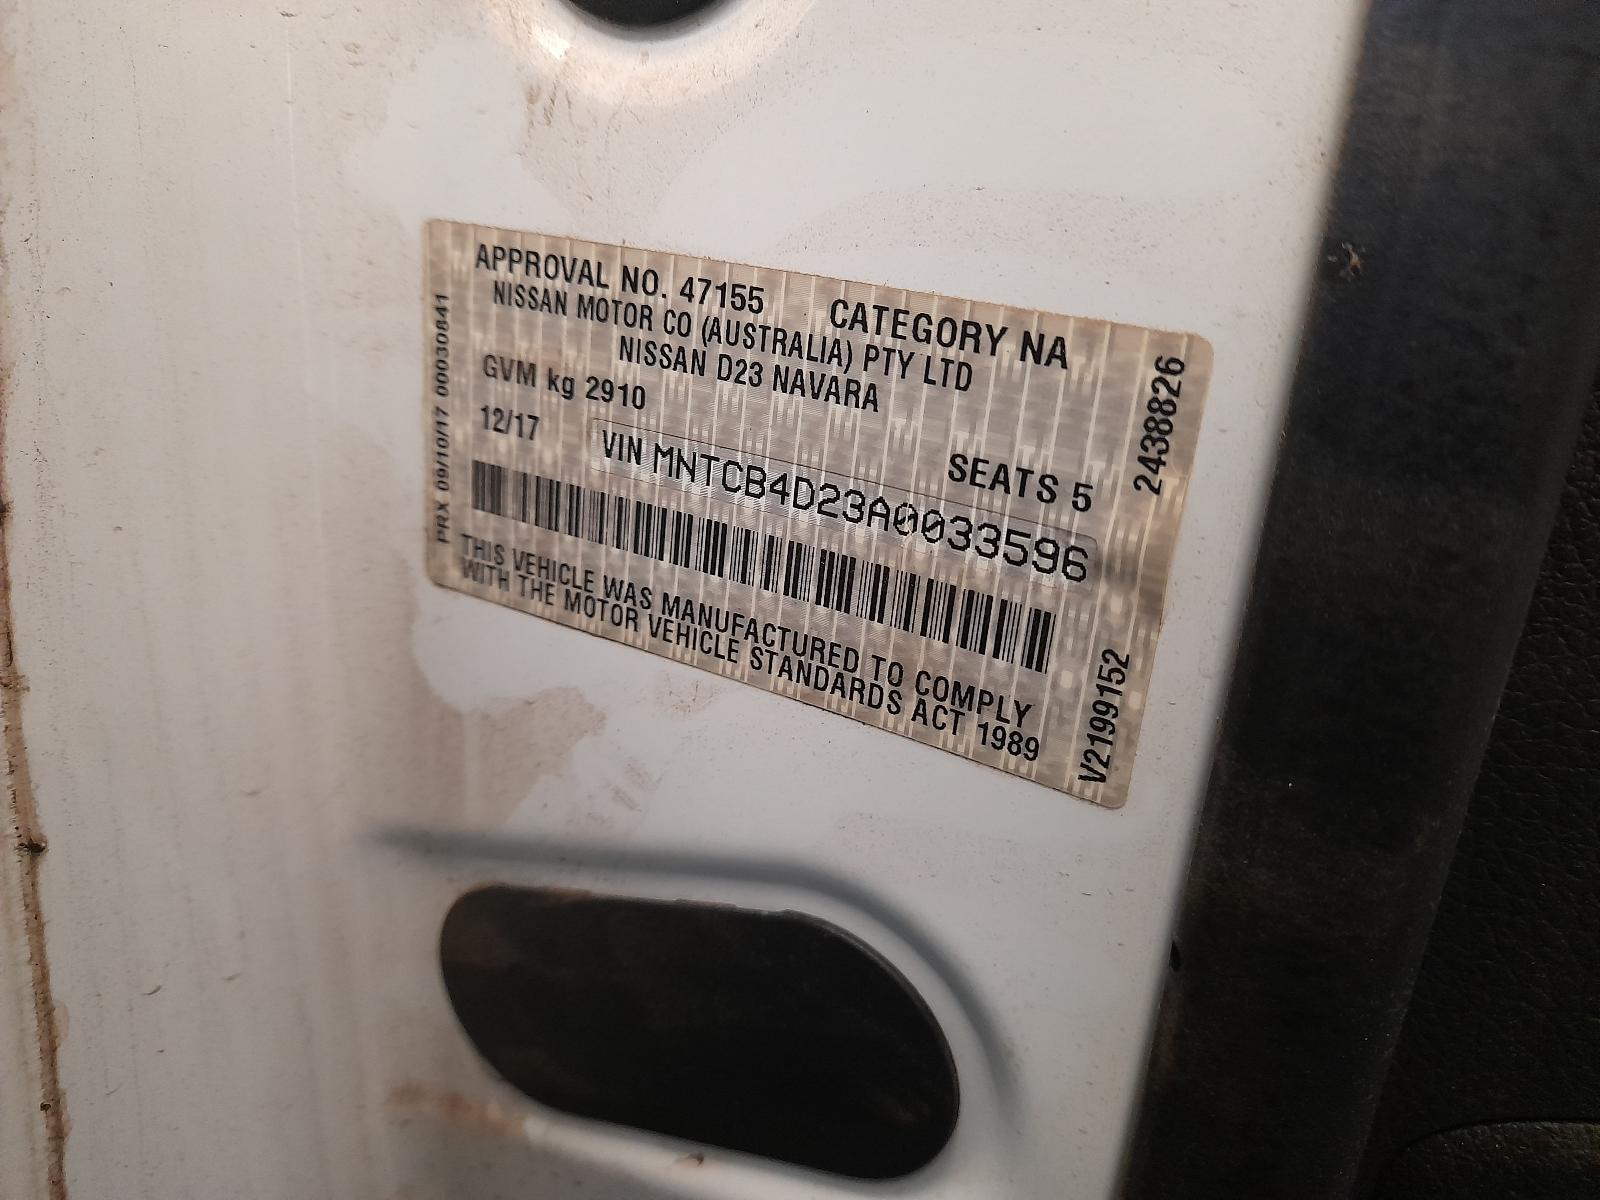 APPROVAL NO. 47155 CATEGORY NA
NISSAN MOTOR CO (AUSTRALIA) PTY LTD
NISSAN D23 NAVARA
GVM kg 2910 SEATS 5
12/17 VIN MNTCB4D23A0033596
THIS VEHICLE WAS MANUFACTURED TO COMPLY
WITH THE MOTOR VEHICLE STANDARDS ACT 1989
PRX 09/10/17 00030841
2438826
V2199152